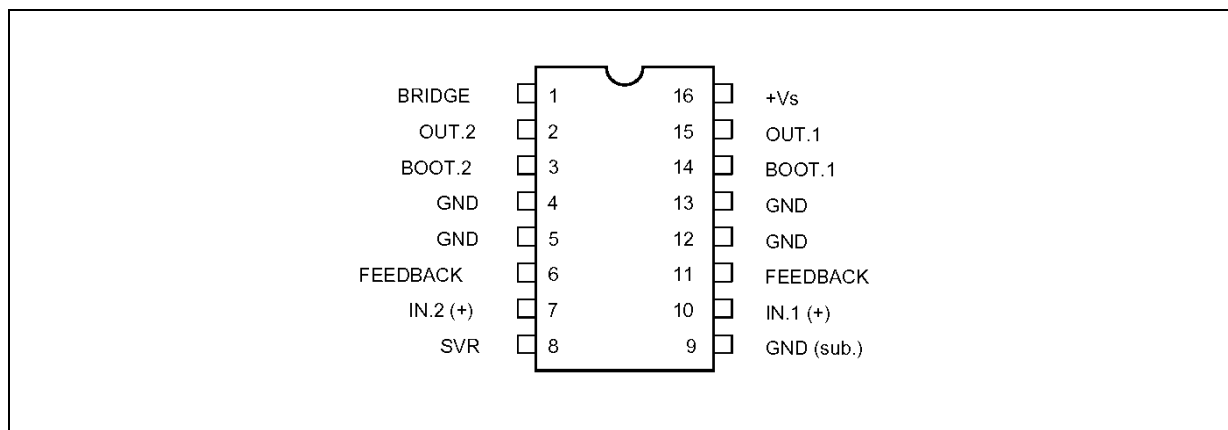 BRIDGE 1 16 +Vs
OUT.2 2 15 OUT.1
BOOT.2 3 14 BOOT.1
GND 4 13 GND
GND 5 12 GND
FEEDBACK 6 11 FEEDBACK
IN.2 (+) 7 10 IN.1 (+)
SVR 8 9 GND (sub.)